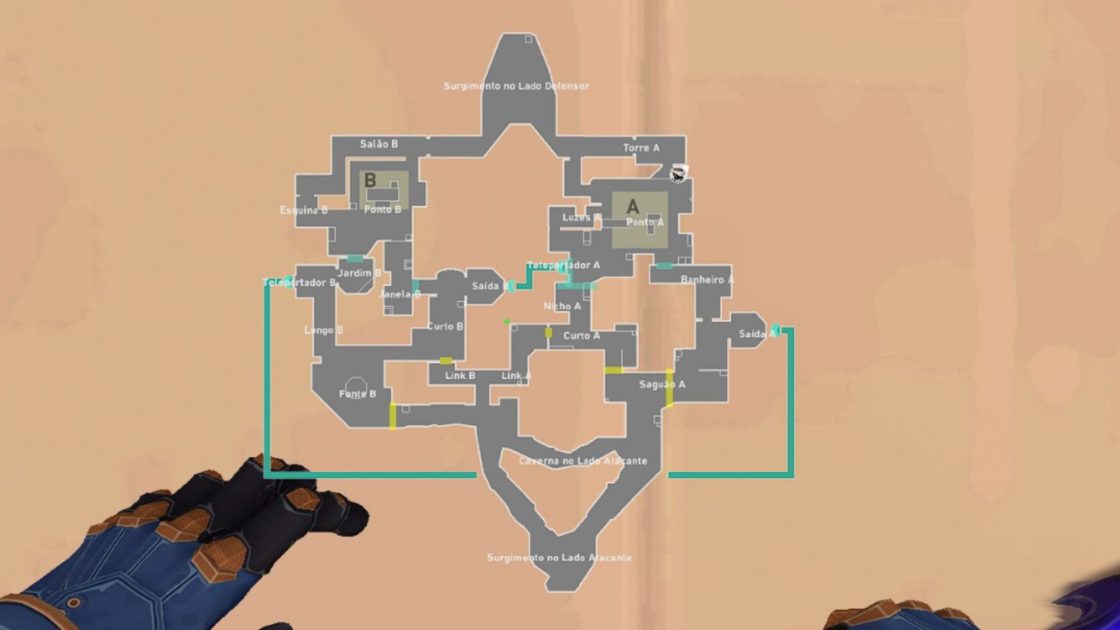 Surgimento no Lado Defensor
Salão B
Torre A
B
Ponto B
Esquina B
A
Luzes A
Ponto A
Teleportador A
Jardim B
Teleportador B
Saída B
Banheiro A
Janela B
Nicho A
Longo B
Curto B
Curto A
Saída A
Link B
Link A
Saguão A
Fonte B
Caverna no Lado Atacante
Surgimento no Lado Atacante